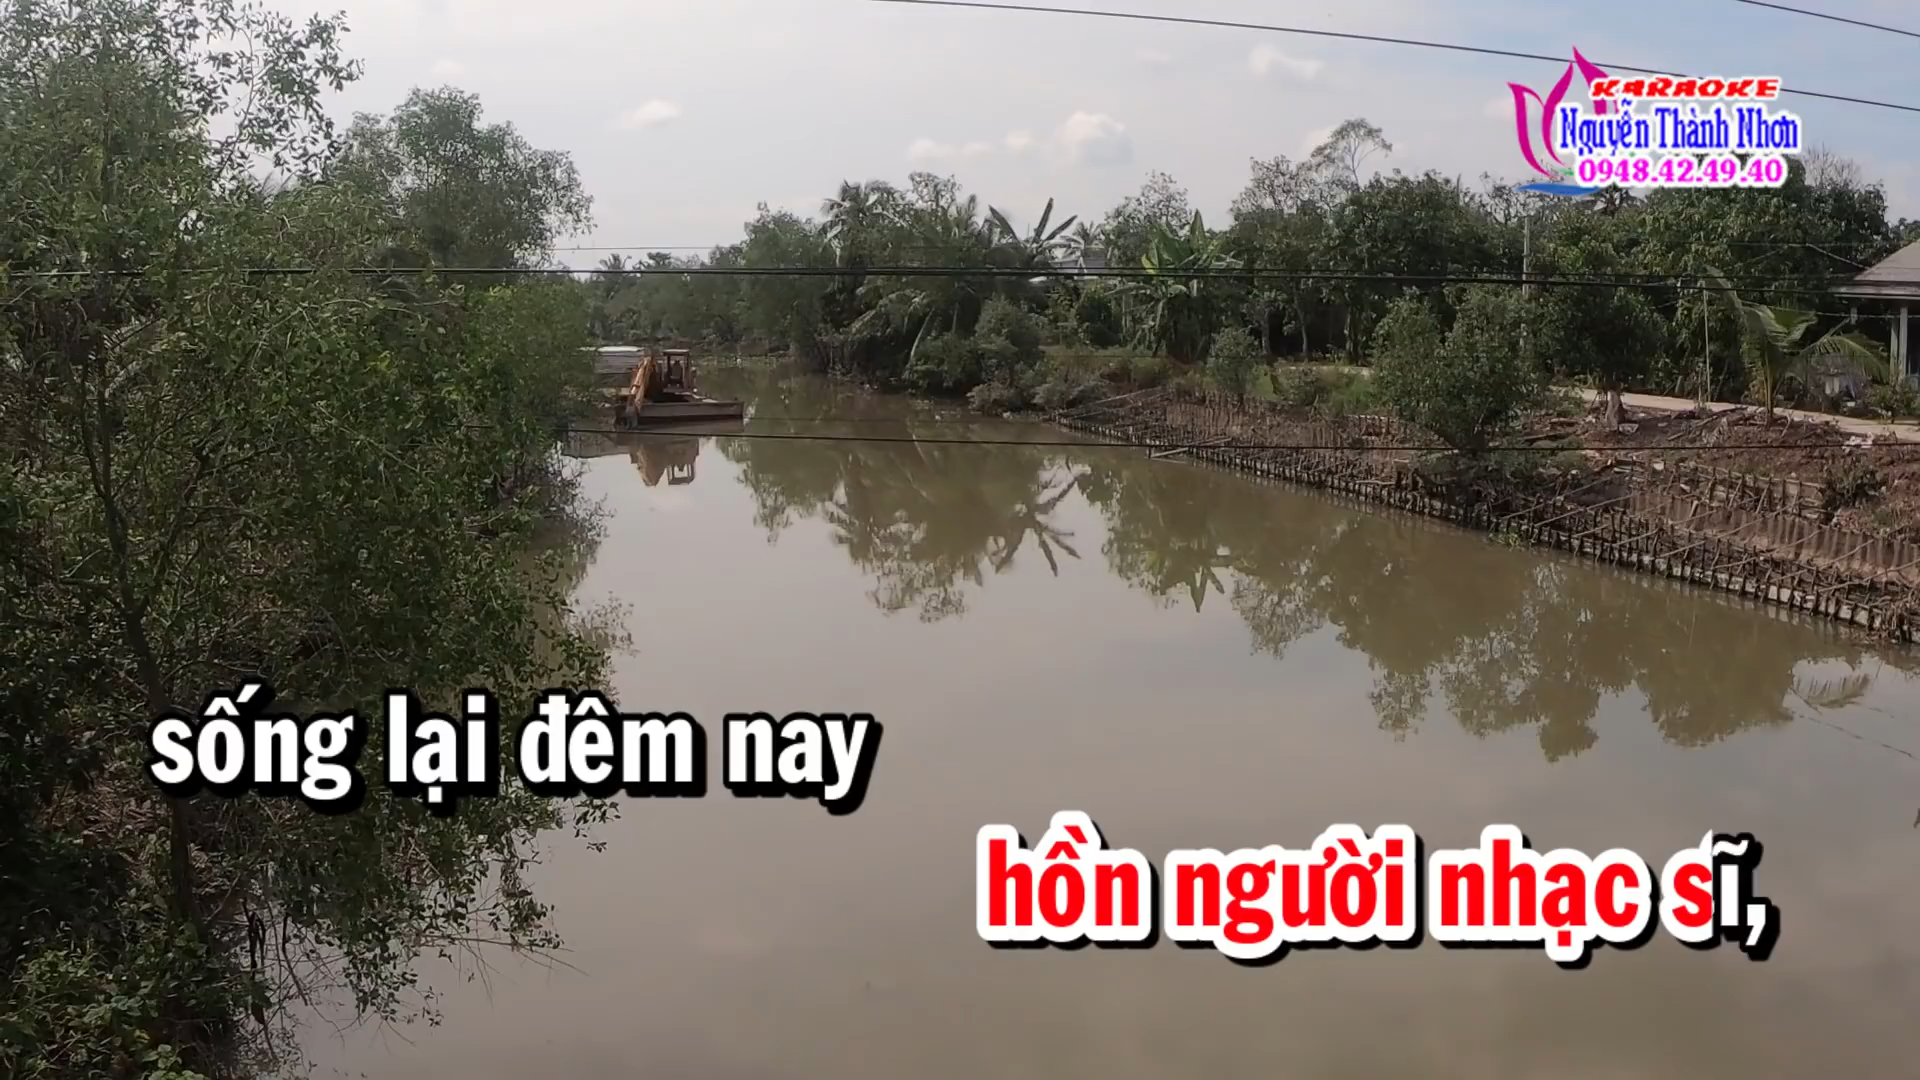 KARAOKE
Nguyễn Thành Nhơn
0948.42.49.40
sống lại đêm nay
hồn người nhạc sĩ,